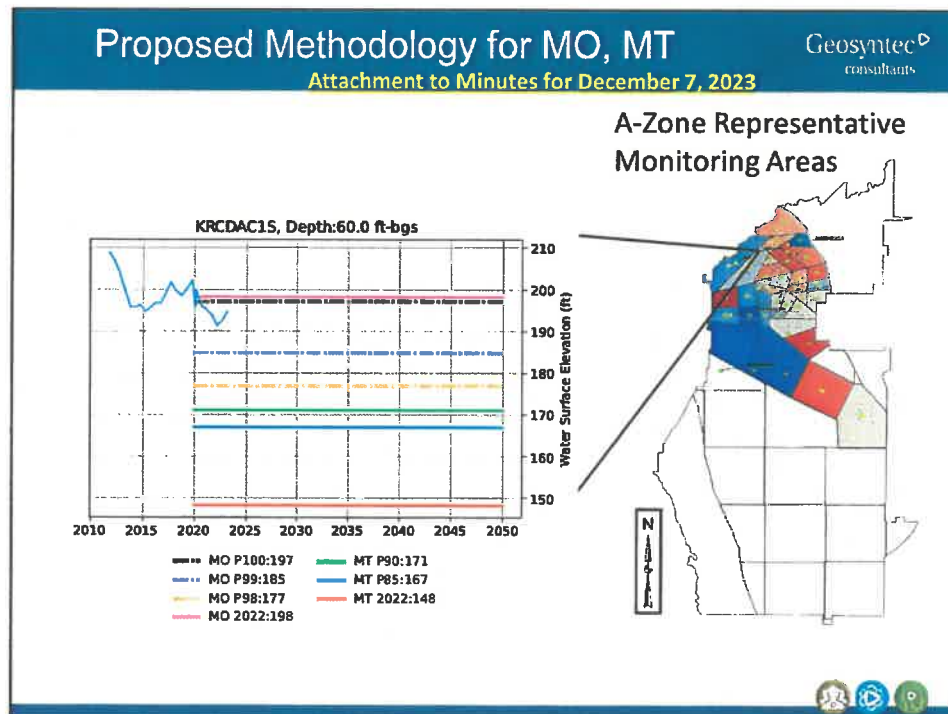 Proposed Methodology for MO, MT
Geosyntec
consultants
Attachment to Minutes for December 7, 2023
A-Zone Representative
Monitoring Areas
KRCDAC1S, Depth:60.0 ft-bgs
210
200
190
180
170
160
150
Water Surface Elevation (ft)
2010
2015
2020
2025
2030
2035
2040
2045
2050
MO P100:197
MO P99:185
MO P98:177
MO 2022:198
MT P90:171
MT P85:167
MT 2022:148
N